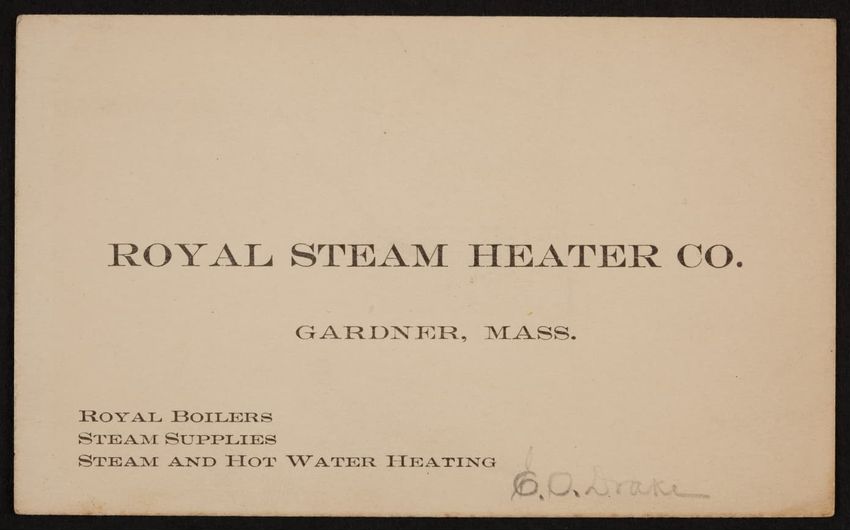 ROYAL STEAM HEATER CO.
GARDNER, MASS.
ROYAL BOILERS
STEAM SUPPLIES
STEAM AND HOT WATER HEATING
E.O. Drake